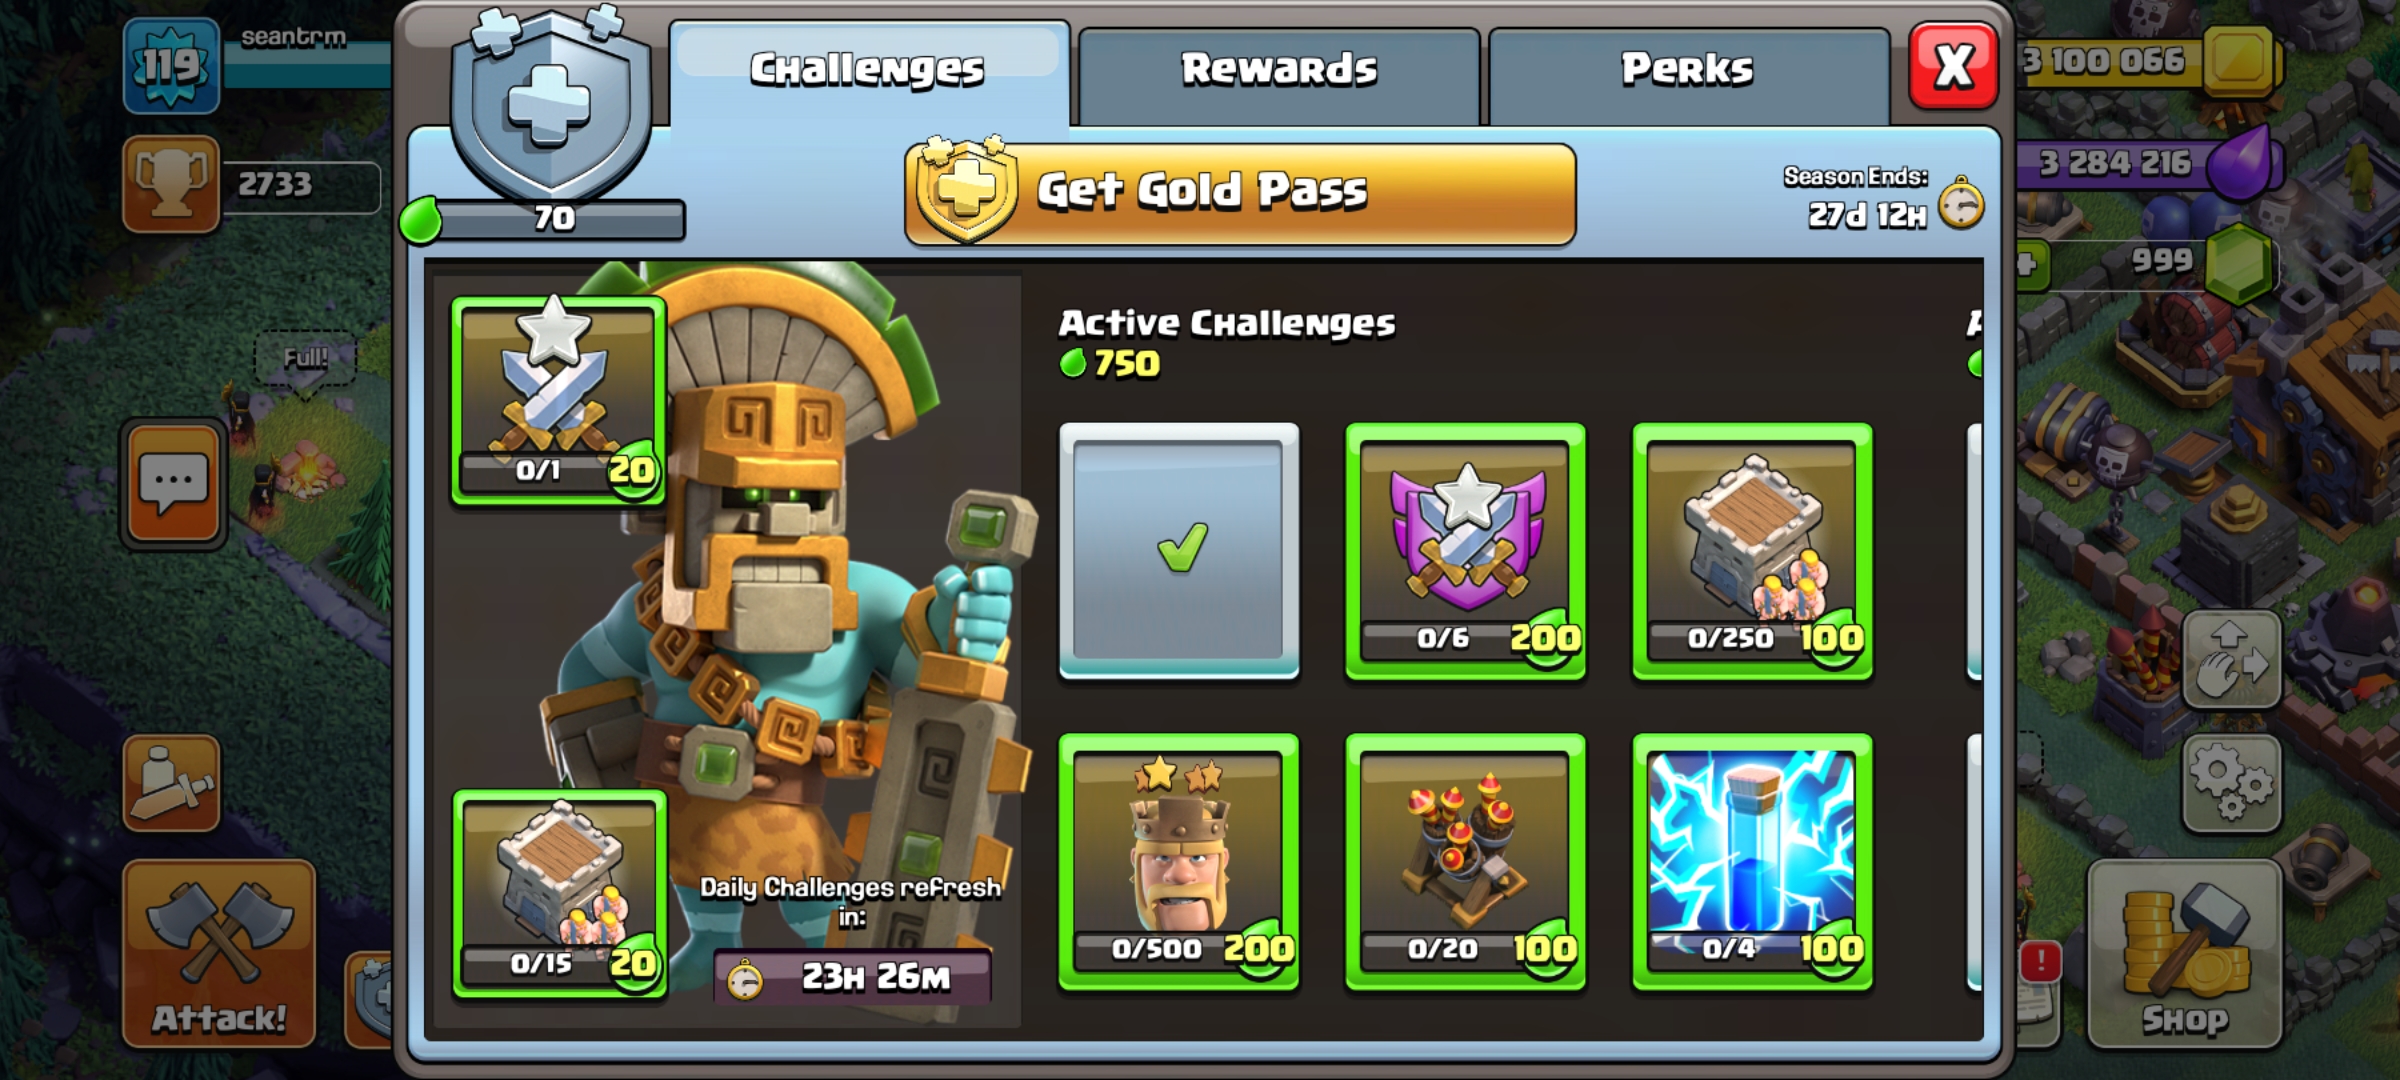 119
seantrm
2733
Full!
Attack!
Challenges
Rewards
Perks
X
70
Get Gold Pass
Season Ends:
27d 12H
0/1
20
0/15
20
Daily Challenges refresh
in:
23H 26M
Active Challenges
750
0/6
200
0/250
100
0/500
200
0/20
100
0/4
100
3 100 066
3 284 216
999
!
Shop